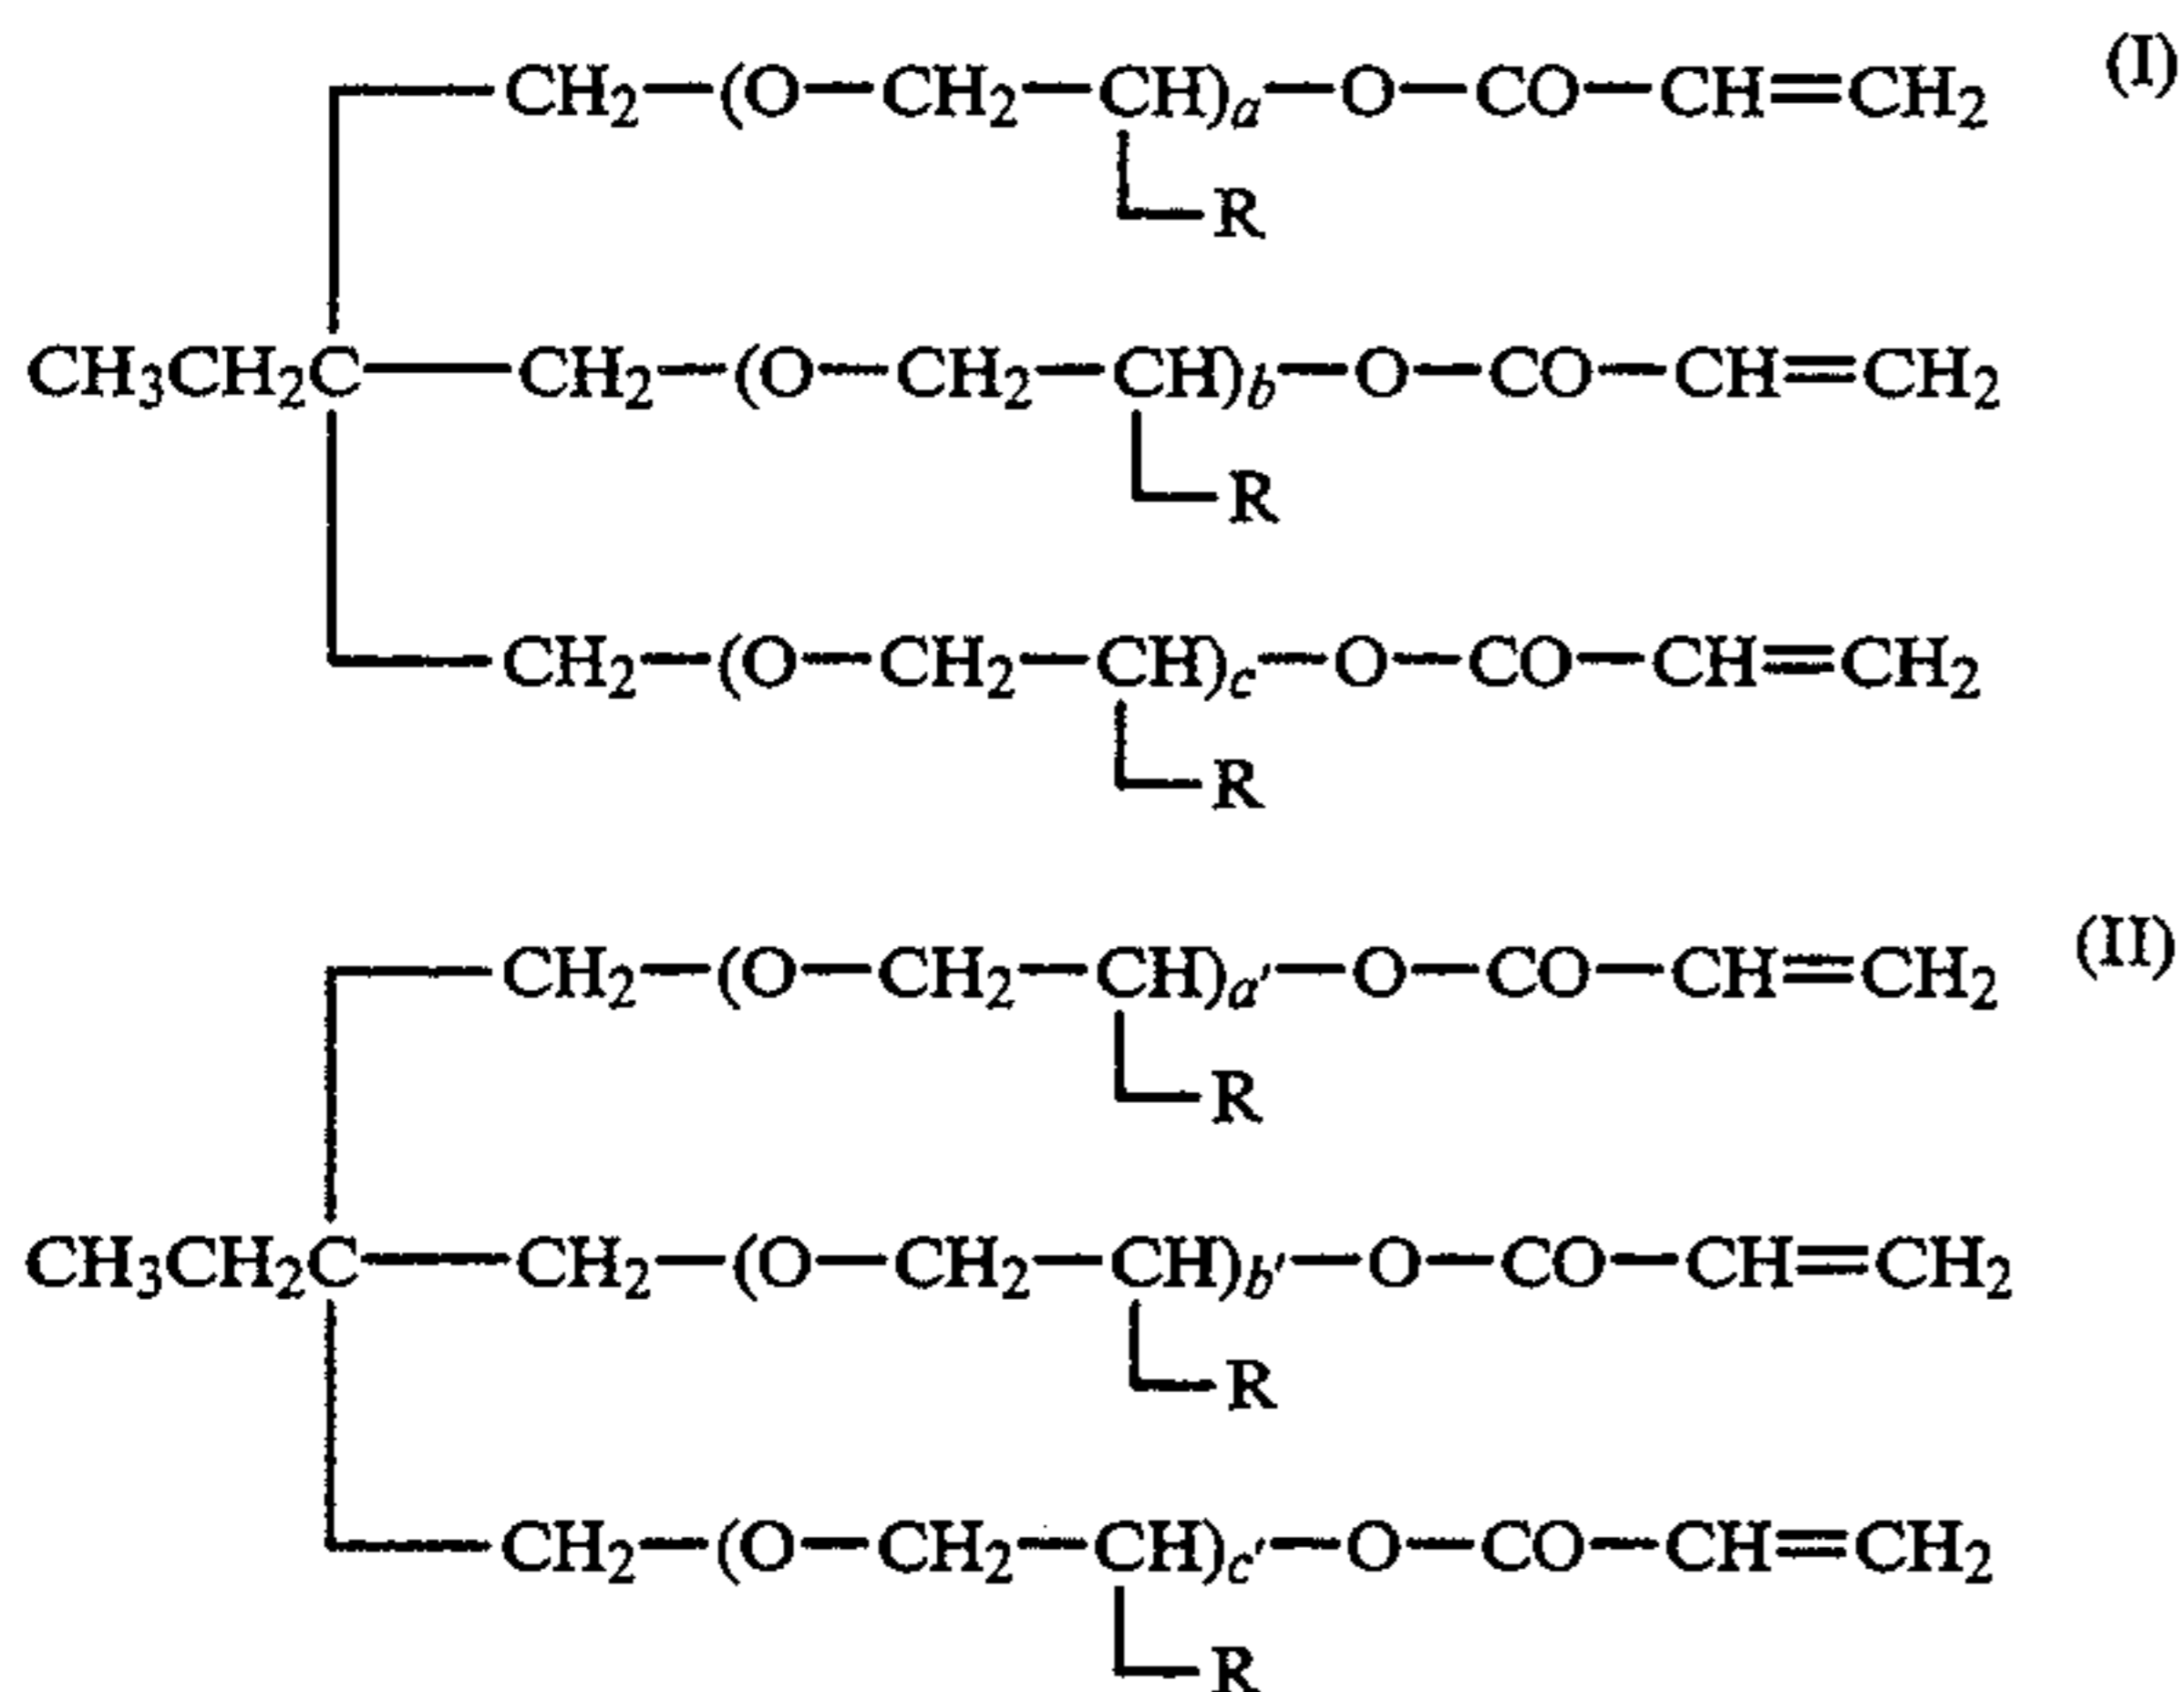 CH₂—(O—CH₂—CH)ₐ—O—CO—CH=CH₂ (I)
R
CH₃CH₂C—CH₂—(O—CH₂—CH)b—O—CO—CH=CH₂
R
CH₂—(O—CH₂—CH)c—O—CO—CH=CH₂
R
CH₂—(O—CH₂—CH)a'—O—CO—CH=CH₂ (II)
R
CH₃CH₂C—CH₂—(O—CH₂—CH)b'—O—CO—CH=CH₂
R
CH₂—(O—CH₂—CH)c'—O—CO—CH=CH₂
R